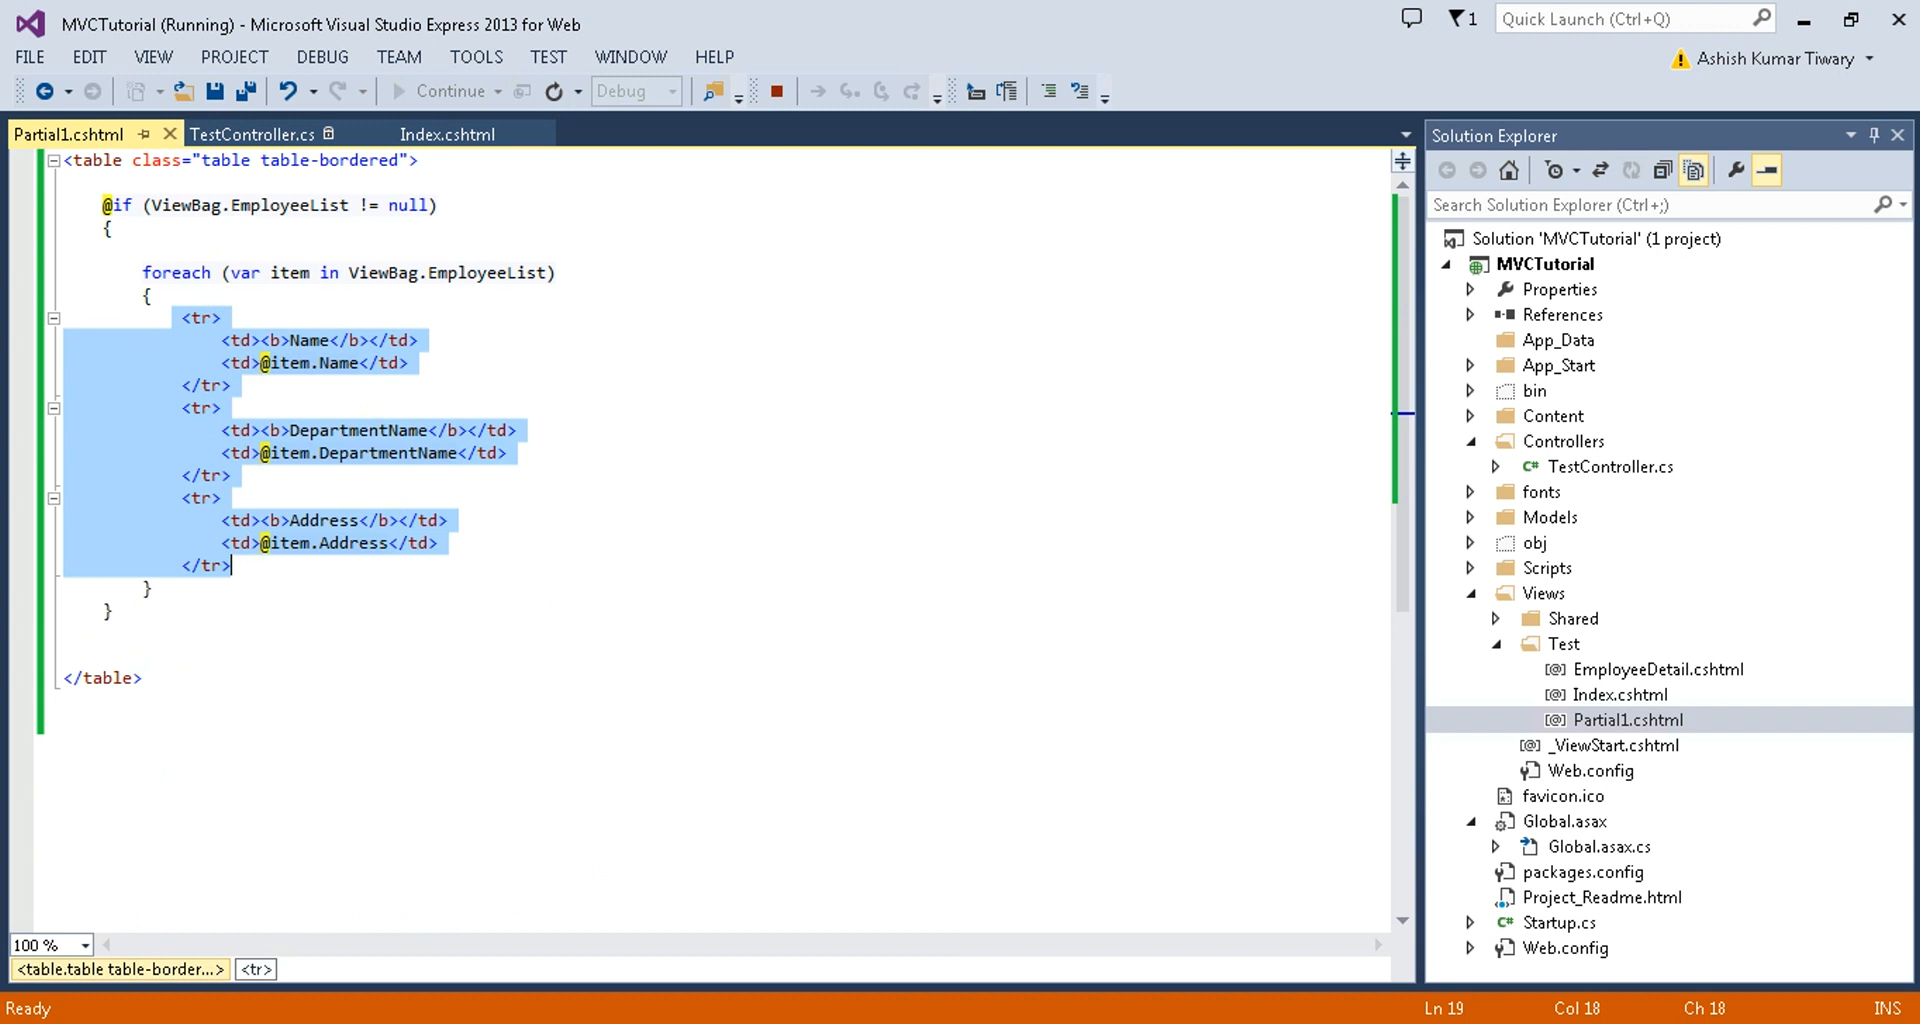 MVCTutorial (Running) - Microsoft Visual Studio Express 2013 for Web
1
Quick Launch (Ctrl+Q)
FILE EDIT VIEW PROJECT DEBUG TEAM TOOLS TEST WINDOW HELP
Ashish Kumar Tiwary
Continue
Debug
Partial1.cshtml
TestController.cs
Index.cshtml
<table class="table table-bordered">
@if (ViewBag.EmployeeList != null)
{
foreach (var item in ViewBag.EmployeeList)
{
<tr>
<td><b>Name</b></td>
<td>@item.Name</td>
</tr>
<tr>
<td><b>DepartmentName</b></td>
<td>@item.DepartmentName</td>
</tr>
<tr>
<td><b>Address</b></td>
<td>@item.Address</td>
</tr>
}
}
</table>
100 %
<table.table table-border...> <tr>
Solution Explorer
Search Solution Explorer (Ctrl+;)
Solution 'MVCTutorial' (1 project)
MVCTutorial
Properties
References
App_Data
App_Start
bin
Content
Controllers
C# TestController.cs
fonts
Models
obj
Scripts
Views
Shared
Test
[@] EmployeeDetail.cshtml
[@] Index.cshtml
[@] Partial1.cshtml
[@] _ViewStart.cshtml
Web.config
favicon.ico
Global.asax
Global.asax.cs
packages.config
Project_Readme.html
C# Startup.cs
Web.config
Ready
Ln 19 Col 18 Ch 18 INS